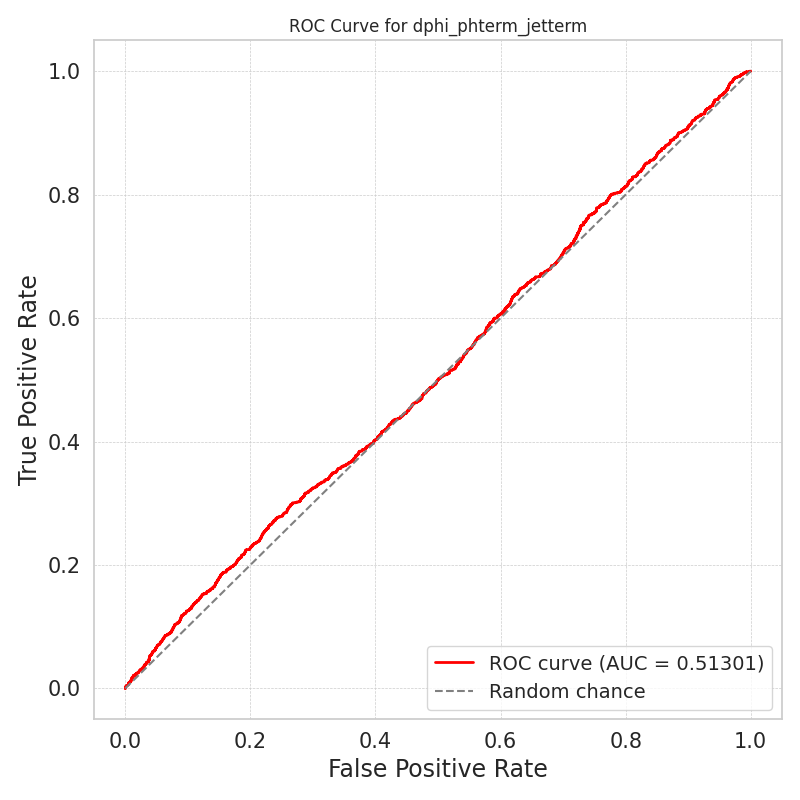 ROC Curve for dphi_phterm_jetterm
True Positive Rate
1.0
0.8
0.6
0.4
0.2
0.0
ROC curve (AUC = 0.51301)
Random chance
0.0 0.2 0.4 0.6 0.8 1.0
False Positive Rate